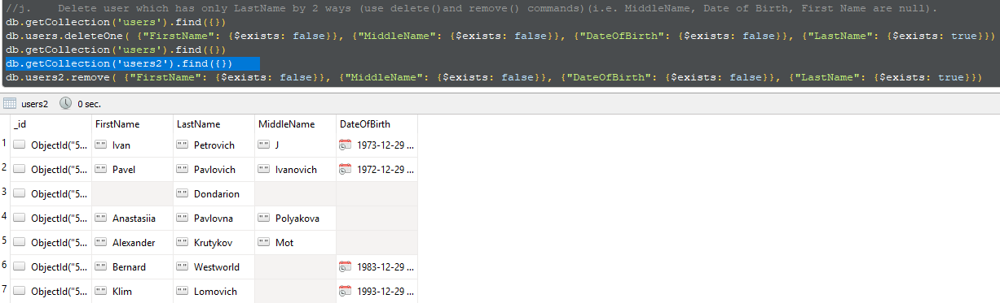 //j.    Delete user which has only LastName by 2 ways (use delete()and remove() commands)(i.e. MiddleName, Date of Birth, First Name are null).
db.getCollection('users').find({})
db.users.deleteOne( {"FirstName": {$exists: false}}, {"MiddleName": {$exists: false}}, {"DateOfBirth": {$exists: false}}, {"LastName": {$exists: true}})
db.getCollection('users').find({})
db.getCollection('users2').find({})
db.users2.remove( {"FirstName": {$exists: false}}, {"MiddleName": {$exists: false}}, {"DateOfBirth": {$exists: false}}, {"LastName": {$exists: true}})
users2 0 sec.
_id FirstName LastName MiddleName DateOfBirth
1 ObjectId("5... "" Ivan "" Petrovich "" J 1973-12-29 ...
2 ObjectId("5... "" Pavel "" Pavlovich "" Ivanovich 1972-12-29 ...
3 ObjectId("5... "" Dondarion
4 ObjectId("5... "" Anastasiia "" Pavlovna "" Polyakova
5 ObjectId("5... "" Alexander "" Krutykov "" Mot
6 ObjectId("5... "" Bernard "" Westworld 1983-12-29 ...
7 ObjectId("5... "" Klim "" Lomovich 1993-12-29 ...